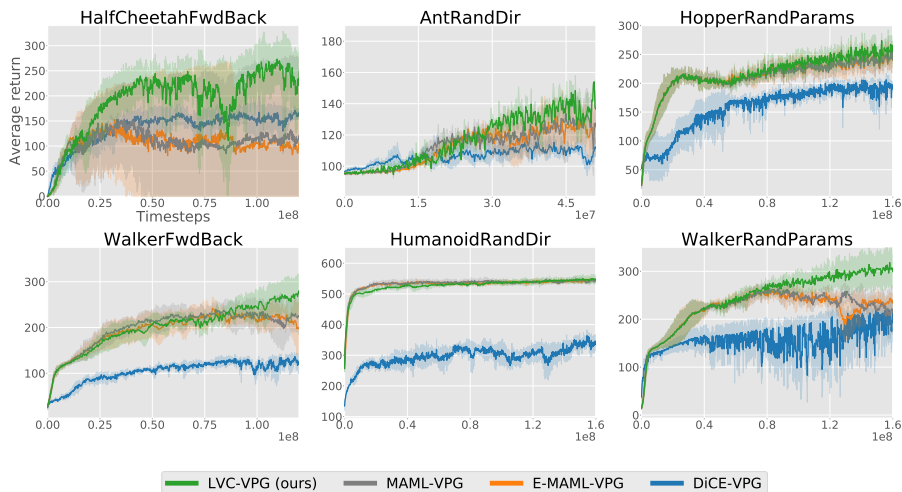 HalfCheetahFwdBack AntRandDir HopperRandParams
Average return
300
250
200
150
100
50
0
0.00 0.25 0.50 0.75 1.00
Timesteps 1e8
180
160
140
120
100
0.0 1.5 3.0 4.5
1e7
300
250
200
150
100
50
0.0 0.4 0.8 1.2 1.6
1e8
WalkerFwdBack HumanoidRandDir WalkerRandParams
300
200
100
0.00 0.25 0.50 0.75 1.00
1e8
600
500
400
300
200
100
0.0 0.4 0.8 1.2 1.6
1e8
300
200
150
100
0
0.0 0.4 0.8 1.2 1.6
1e8
LVC-VPG (ours) MAML-VPG E-MAML-VPG DiCE-VPG